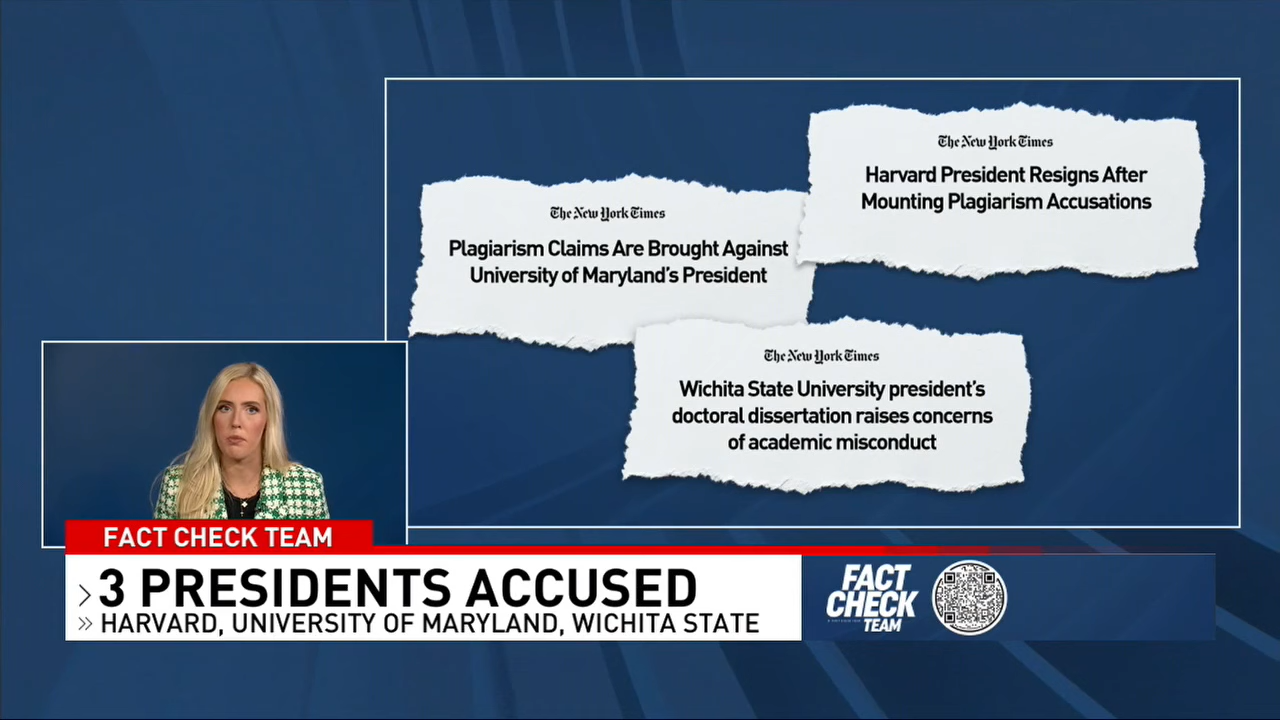 The New York Times
Harvard President Resigns After
Mounting Plagiarism Accusations
The New York Times
Plagiarism Claims Are Brought Against
University of Maryland's President
The New York Times
Wichita State University president's
doctoral dissertation raises concerns
of academic misconduct
FACT CHECK TEAM
3 PRESIDENTS ACCUSED
HARVARD, UNIVERSITY OF MARYLAND, WICHITA STATE
FACT
CHECK
TEAM